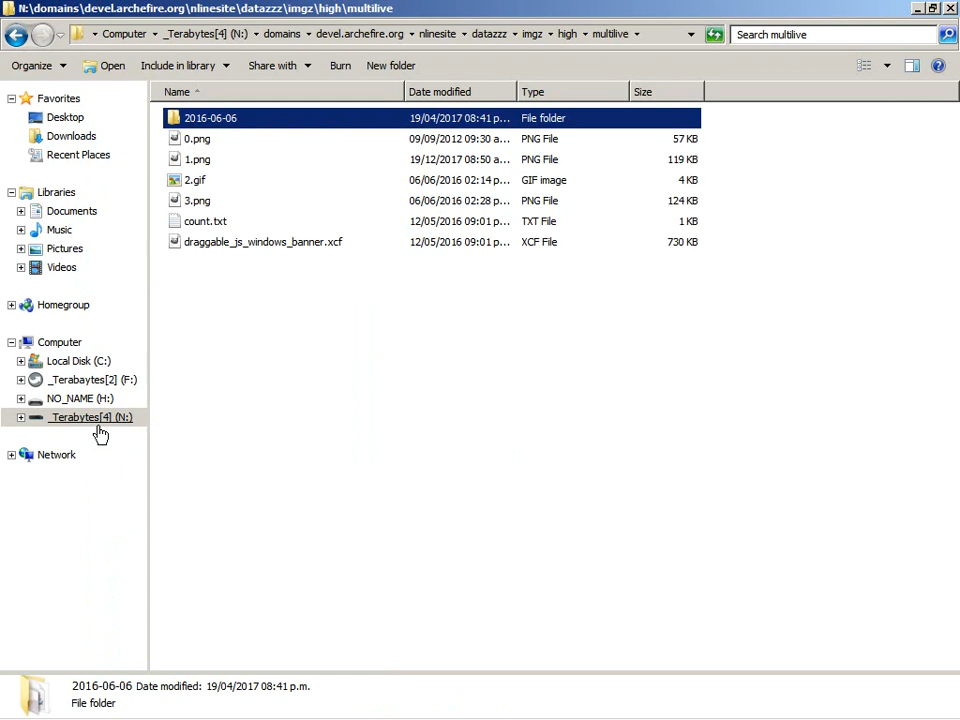 N:\domains\devel.archefire.org\nlinesite\datazzz\imgz\high\multilive
Computer _Terabytes[4] (N:) domains devel.archefire.org nlinesite datazzz imgz high multilive Search multilive
Organize Open Include in library Share with Burn New folder
Name Date modified Type Size
Favorites
Desktop
Downloads
Recent Places
Libraries
Documents
Music
Pictures
Videos
Homegroup
Computer
Local Disk (C:)
_Terabaytes[2] (F:)
NO_NAME (H:)
_Terabytes[4] (N:)
Network
2016-06-06 19/04/2017 08:41 p... File folder
0.png 09/09/2012 09:30 a... PNG File 57 KB
1.png 19/12/2017 08:50 a... PNG File 119 KB
2.gif 06/06/2016 02:14 p... GIF image 4 KB
3.png 06/06/2016 02:28 p... PNG File 124 KB
count.txt 12/05/2016 09:01 p... TXT File 1 KB
draggable_js_windows_banner.xcf 12/05/2016 09:01 p... XCF File 730 KB
2016-06-06 Date modified: 19/04/2017 08:41 p.m.
File folder